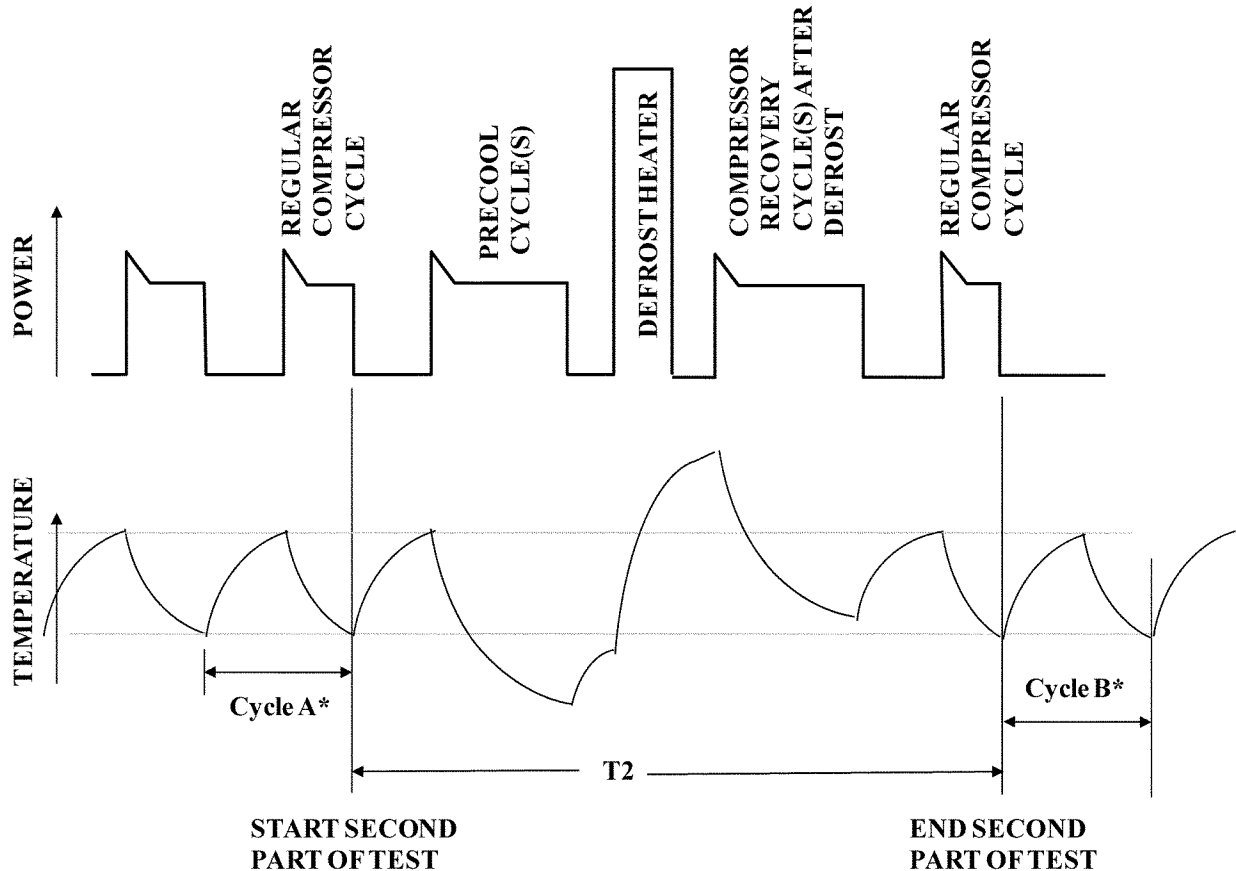 POWER
REGULAR
COMPRESSOR
CYCLE
PRECOOL
CYCLE(S)
DEFROST HEATER
COMPRESSOR
RECOVERY
CYCLE(S) AFTER
DEFROST
REGULAR
COMPRESSOR
CYCLE
TEMPERATURE
Cycle A*
Cycle B*
T2
START SECOND
PART OF TEST
END SECOND
PART OF TEST